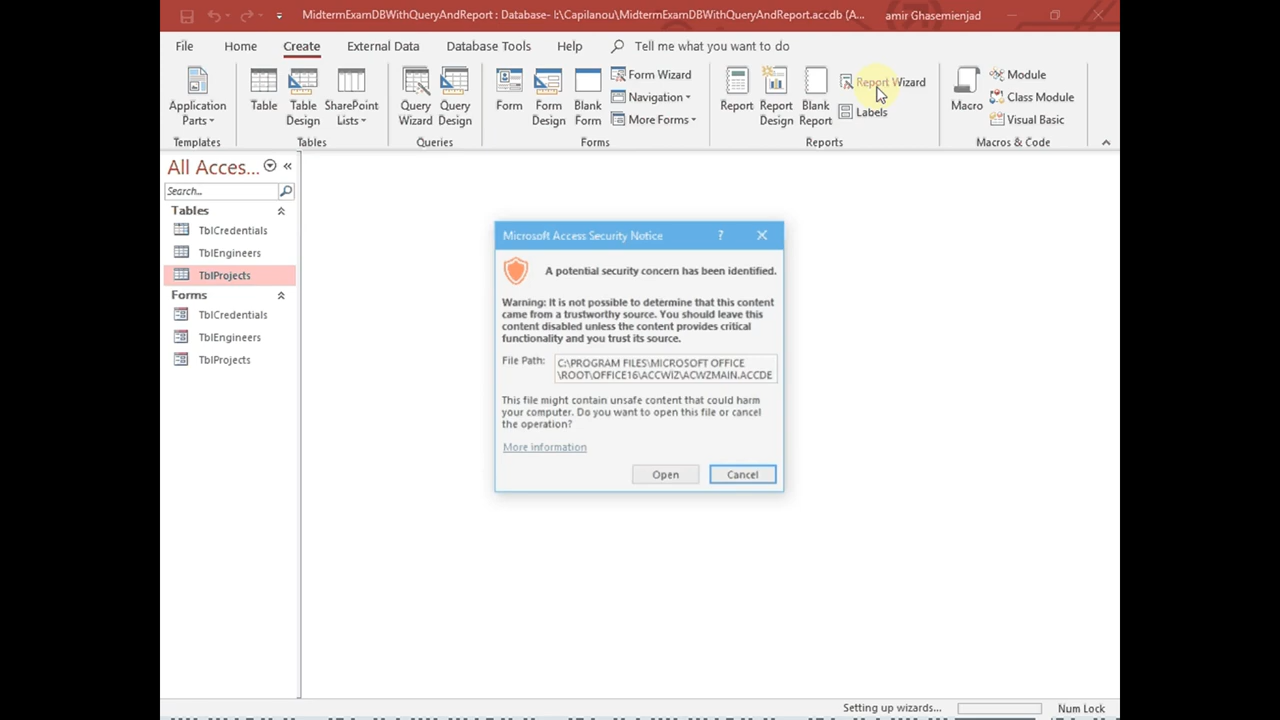 MidtermExamDBWithQueryAndReport : Database- I:\Capilanou\MidtermExamDBWithQueryAndReport.accdb (A... amir Ghasemienjad
File Home Create External Data Database Tools Help Tell me what you want to do
Application Parts
Table
Table Design
SharePoint Lists
Query Wizard
Query Design
Form
Form Design
Blank Form
Form Wizard
Navigation
More Forms
Report
Report Design
Blank Report
Report Wizard
Labels
Macro
Module
Class Module
Visual Basic
Templates Tables Queries Forms Reports Macros & Code
All Acces...
Search...
Tables
TblCredentials
TblEngineers
TblProjects
Forms
TblCredentials
TblEngineers
TblProjects
Microsoft Access Security Notice ?
A potential security concern has been identified.
Warning: It is not possible to determine that this content
came from a trustworthy source. You should leave this
content disabled unless the content provides critical
functionality and you trust its source.
File Path: C:\PROGRAM FILES\MICROSOFT OFFICE
\ROOT\OFFICE16\ACCWIZ\ACWZMAIN.ACCDE
This file might contain unsafe content that could harm
your computer. Do you want to open this file or cancel
the operation?
More information
Open Cancel
Setting up wizards... Num Lock